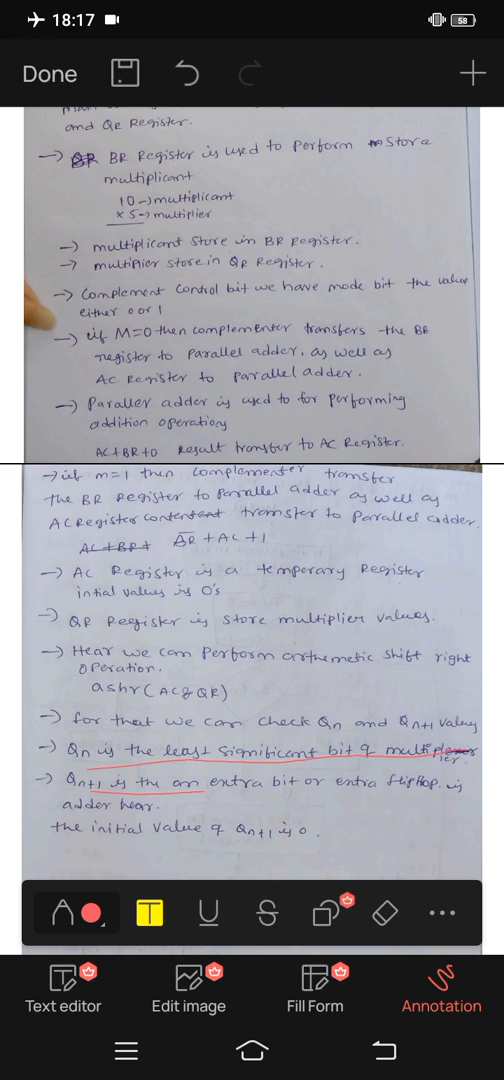 18:17
58
Done
and QR Register.
→ BR Register is used to perform Store
multiplicant
10 → multiplicant
x 5 → multiplier
→ multiplicant Store in BR Register.
→ multiplier store in QR Register.
→ Complement Control bit we have mode bit the value
either 0 or 1
→ if M=0 then complementer transfers the BR
register to Parallel adder, as well as
AC Register to Parallel adder.
→ Parallel adder is used to for performing
addition operations
AC+BR+0 Result transfer to AC Register.
→ if m=1 then complementer transfer
the BR Register to Parallel adder as well as
AC Register content transter to Parallel adder.
AC+BR+ B̅R̅ + AC + 1
→ AC Register is a temporary Register
intial values is 0's
→ QR Register is store multiplier values.
→ Hear we can perform arthemetic shift right
operation.
ashr (AC & QR)
→ for that we can check Qn and Qn+1 values
→ Qn is the least significant bit of multiplier.
→ Qn+1 is the an extra bit or extra flipflop. is
adder hear.
the initial value of Qn+1 is 0.
T U S
Text editor Edit image Fill Form Annotation